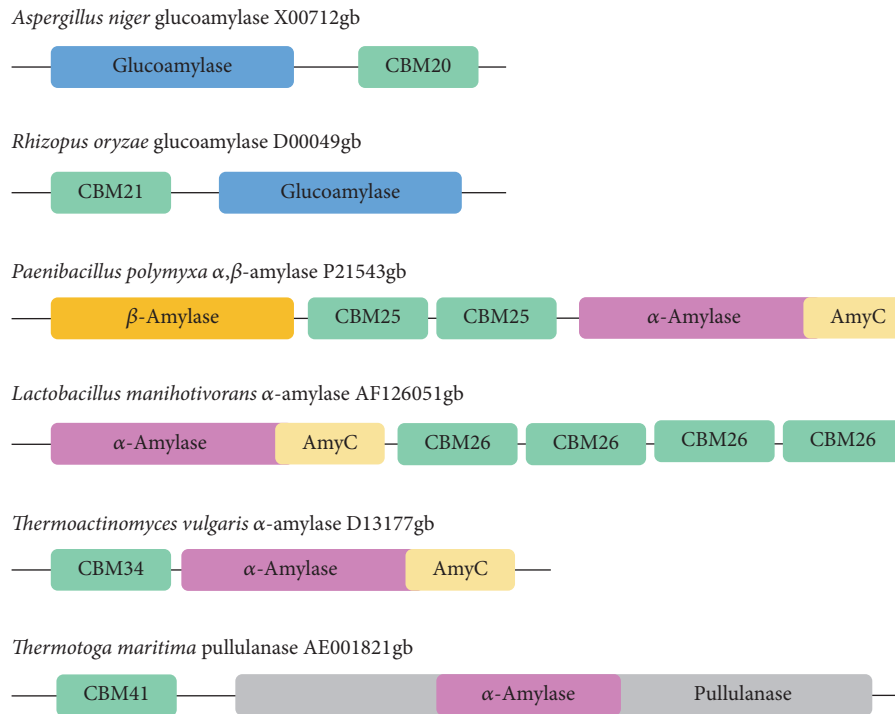 Aspergillus niger glucoamylase X00712gb
Glucoamylase CBM20
Rhizopus oryzae glucoamylase D00049gb
CBM21 Glucoamylase
Paenibacillus polymyxa α,β-amylase P21543gb
β-Amylase CBM25 CBM25 α-Amylase AmyC
Lactobacillus manihotivorans α-amylase AF126051gb
α-Amylase AmyC CBM26 CBM26 CBM26 CBM26
Thermoactinomyces vulgaris α-amylase D13177gb
CBM34 α-Amylase AmyC
Thermotoga maritima pullulanase AE001821gb
CBM41 α-Amylase Pullulanase